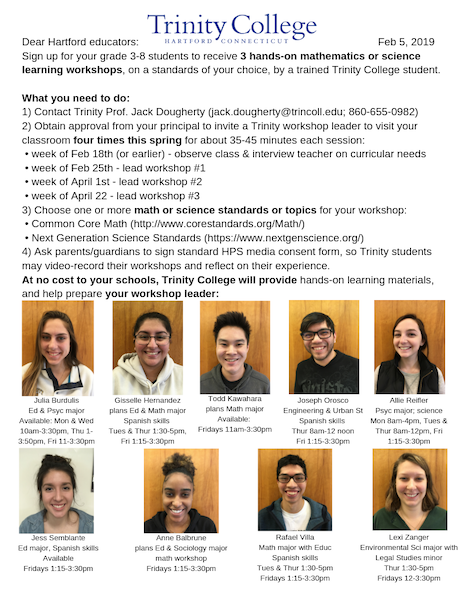 Trinity College
HARTFORD CONNECTICUT
Dear Hartford educators: Feb 5, 2019
Sign up for your grade 3-8 students to receive 3 hands-on mathematics or science
learning workshops, on a standards of your choice, by a trained Trinity College student.
What you need to do:
1) Contact Trinity Prof. Jack Dougherty (jack.dougherty@trincoll.edu; 860-655-0982)
2) Obtain approval from your principal to invite a Trinity workshop leader to visit your
classroom four times this spring for about 35-45 minutes each session:
• week of Feb 18th (or earlier) - observe class & interview teacher on curricular needs
• week of Feb 25th - lead workshop #1
• week of April 1st - lead workshop #2
• week of April 22 - lead workshop #3
3) Choose one or more math or science standards or topics for your workshop:
• Common Core Math (http://www.corestandards.org/Math/)
• Next Generation Science Standards (https://www.nextgenscience.org/)
4) Ask parents/guardians to sign standard HPS media consent form, so Trinity students
may video-record their workshops and reflect on their experience.
At no cost to your schools, Trinity College will provide hands-on learning materials,
and help prepare your workshop leader:
Julia Burdulis
Ed & Psyc major
Available: Mon & Wed
10am-3:30pm, Thu 1-
3:50pm, Fri 11-3:30pm
Gisselle Hernandez
plans Ed & Math major
Spanish skills
Tues & Thur 1:30-5pm,
Fri 1:15-3:30pm
Todd Kawahara
plans Math major
Available:
Fridays 11am-3:30pm
Joseph Orosco
Engineering & Urban St
Spanish skills
Thur 8am-12 noon
Fri 1:15-3:30pm
Allie Reifler
Psyc major; science
Mon 8am-4pm, Tues &
Thur 8am-12pm, Fri
1:15-3:30pm
Jess Semblante
Ed major, Spanish skills
Available
Fridays 1:15-3:30pm
Anne Balbrune
plans Ed & Sociology major
math workshop
Fridays 1:15-3:30pm
Rafael Villa
Math major with Educ
Spanish skills
Tues & Thur 1:30-5pm
Fridays 1:15-3:30pm
Lexi Zanger
Environmental Sci major with
Legal Studies minor
Thur 1:30-5pm
Fridays 12-3:30pm